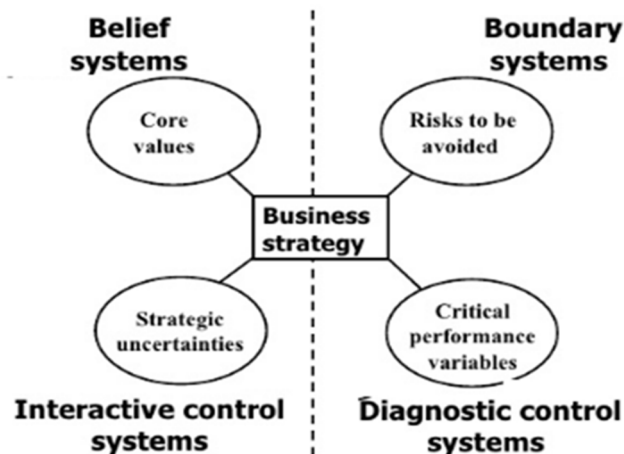 Belief
systems
Boundary
systems
Core
values
Risks to be
avoided
Business
strategy
Strategic
uncertainties
Critical
performance
variables
Interactive control
systems
Diagnostic control
systems